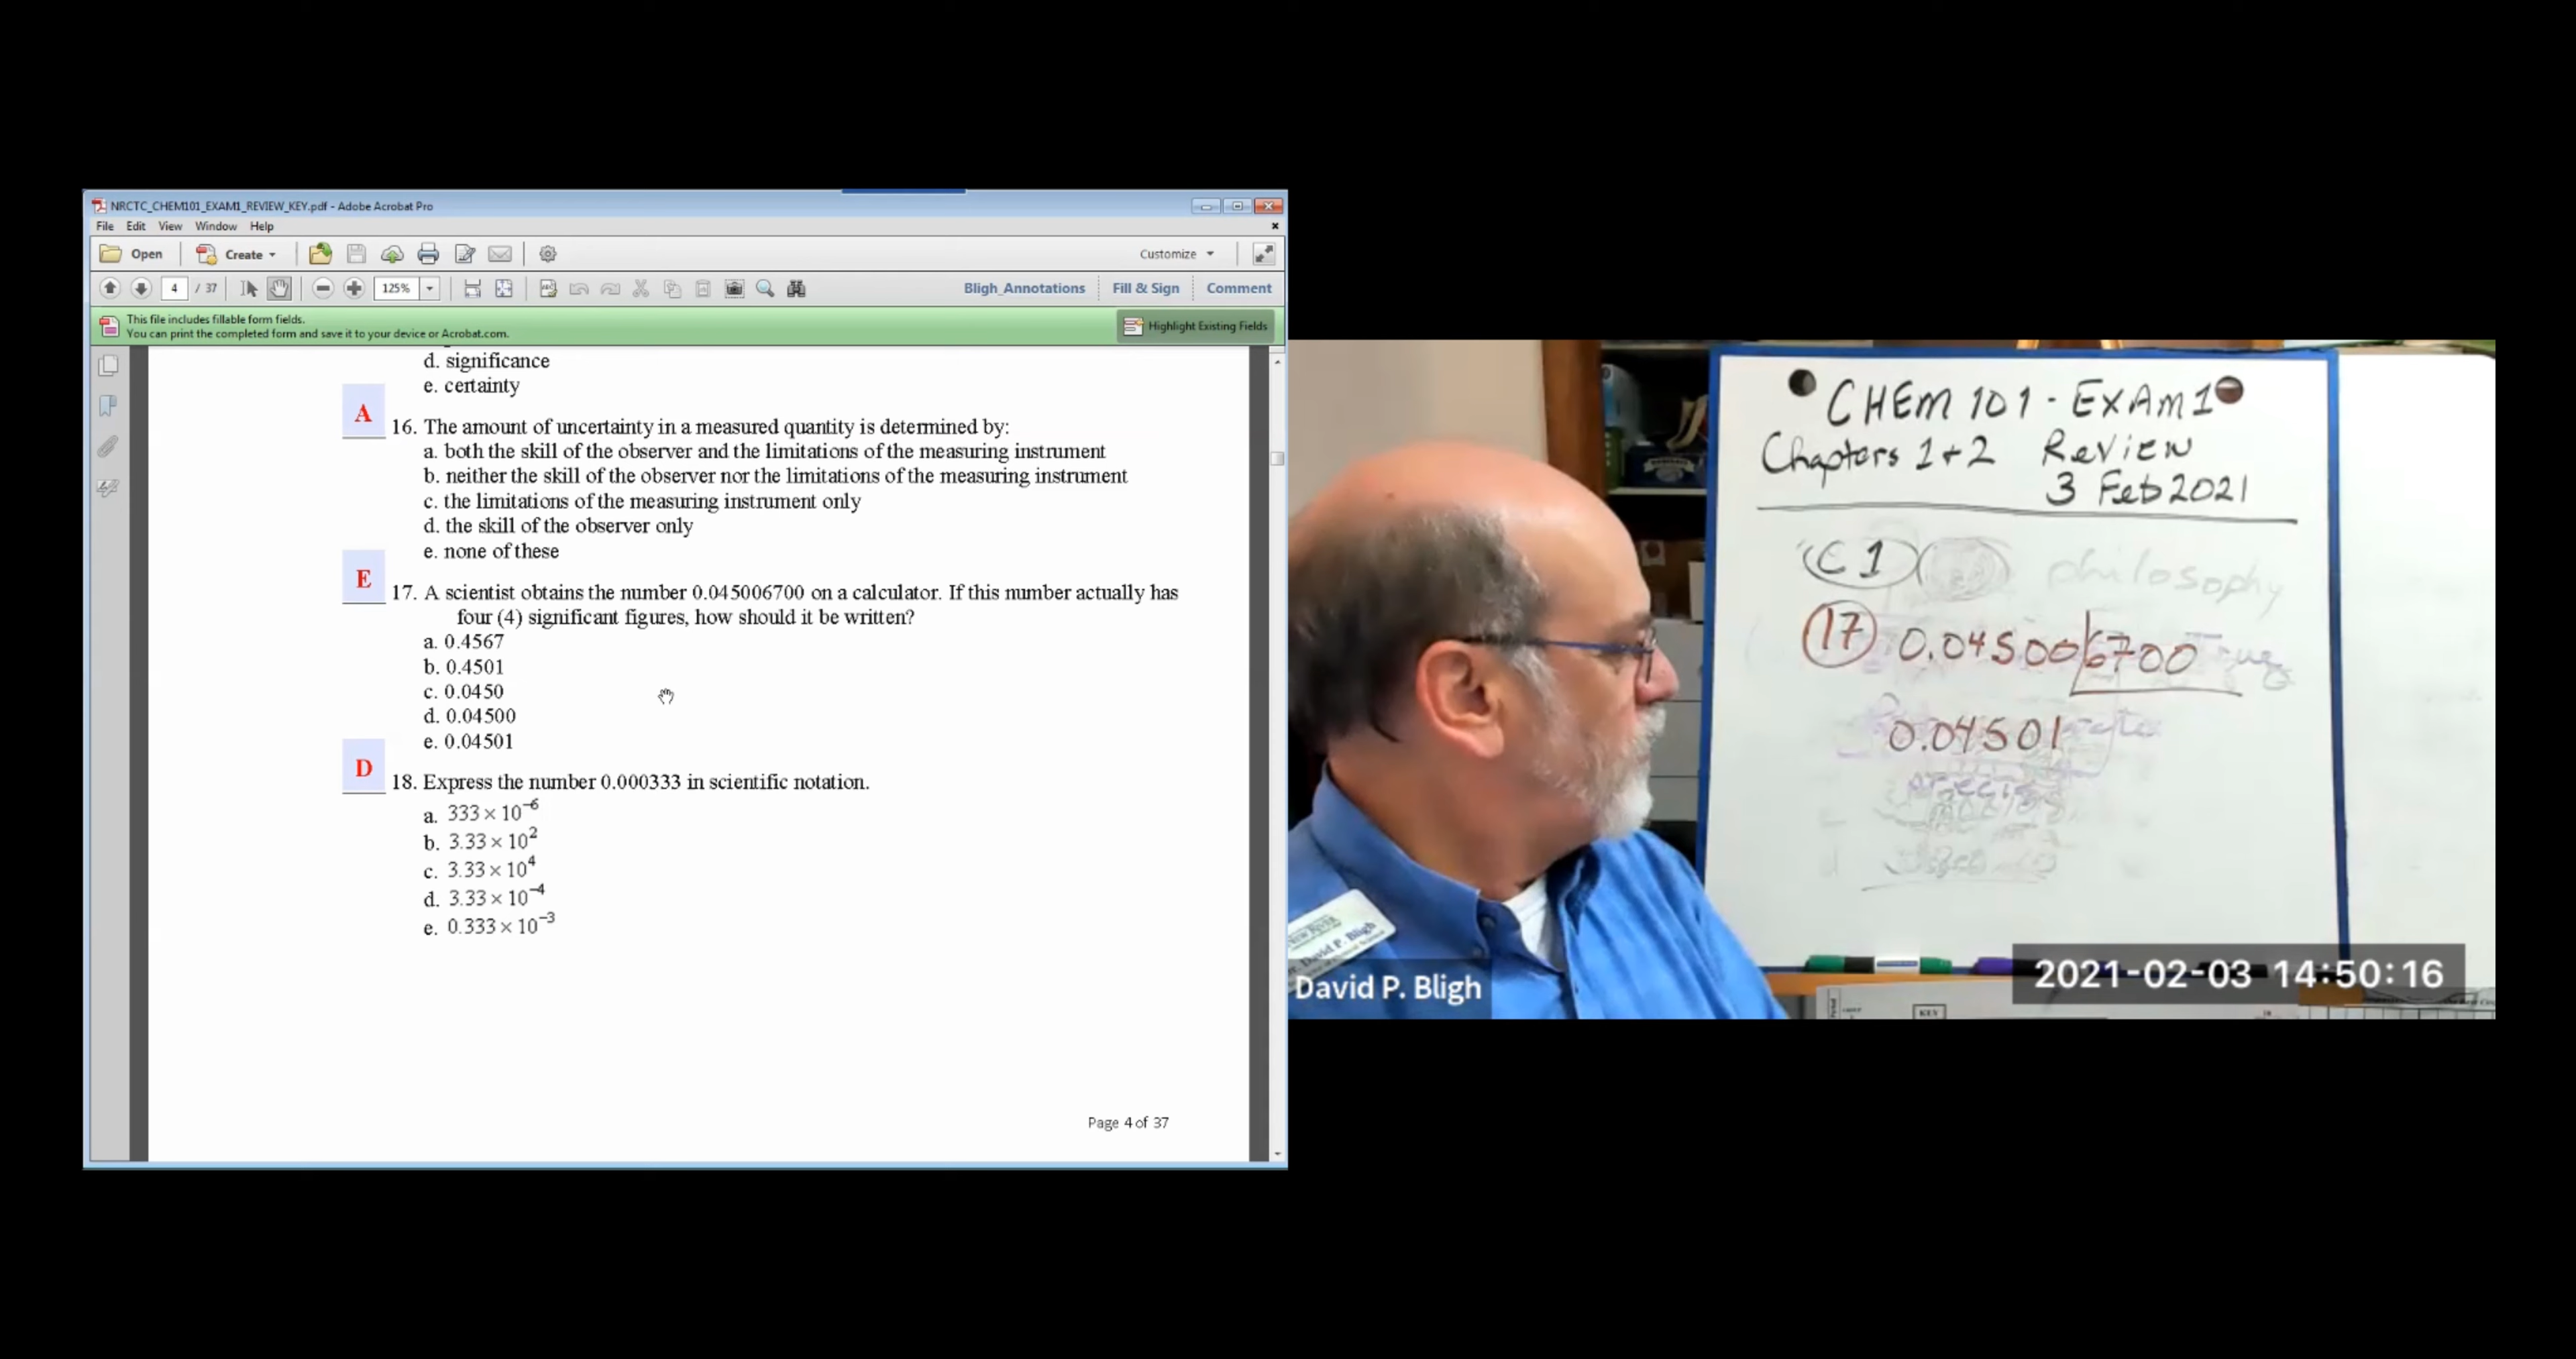 NRCTC_CHEM101_EXAM1_REVIEW_KEY.pdf - Adobe Acrobat Pro
File Edit View Window Help
Open Create Customize
4 / 37 125% Bligh_Annotations Fill & Sign Comment
This file includes fillable form fields.
You can print the completed form and save it to your device or Acrobat.com.
Highlight Existing Fields
d. significance
e. certainty
A
16. The amount of uncertainty in a measured quantity is determined by:
a. both the skill of the observer and the limitations of the measuring instrument
b. neither the skill of the observer nor the limitations of the measuring instrument
c. the limitations of the measuring instrument only
d. the skill of the observer only
e. none of these
E
17. A scientist obtains the number 0.045006700 on a calculator. If this number actually has
four (4) significant figures, how should it be written?
a. 0.4567
b. 0.4501
c. 0.0450
d. 0.04500
e. 0.04501
D
18. Express the number 0.000333 in scientific notation.
a. 333 × 10⁻⁶
b. 3.33 × 10²
c. 3.33 × 10⁴
d. 3.33 × 10⁻⁴
e. 0.333 × 10⁻³
Page 4 of 37
CHEM 101 - EXAM 1
Chapters 1 + 2 Review
3 Feb 2021
C1 philosophy
17 0.045006700
0.04501
David P. Bligh
David P. Bligh
2021-02-03 14:50:16
KEY